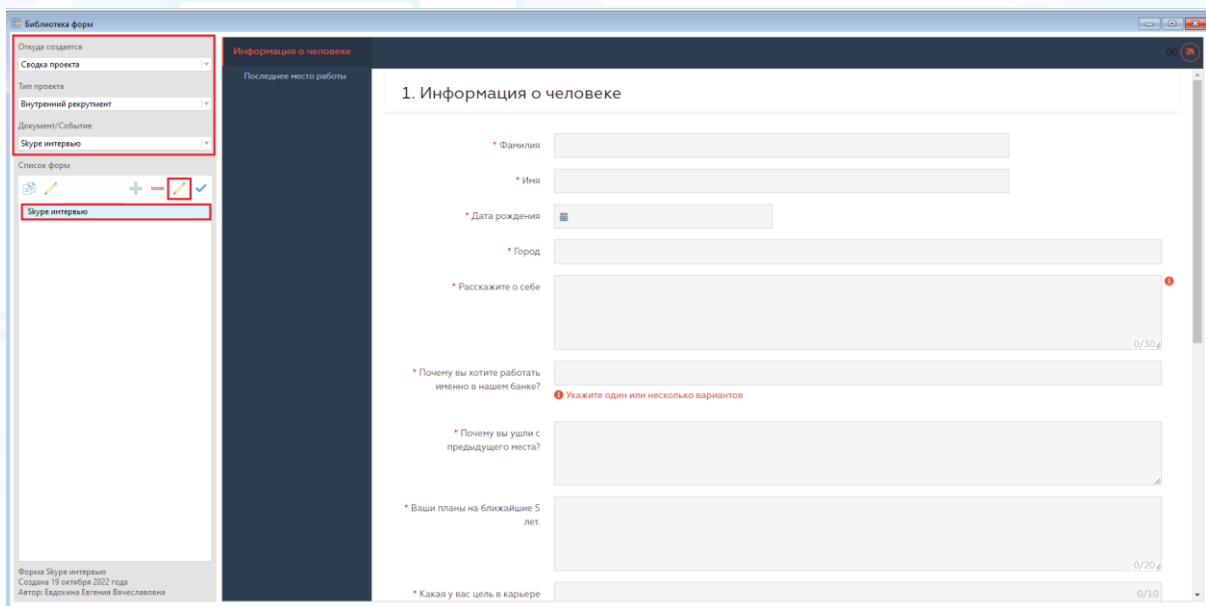 Библиотека форм
Откуда создается
Сводка проекта
Тип проекта
Внутренний рекрутмент
Документ/Событие
Skype интервью
Список форм
Skype интервью
Форма Skype интервью
Создана 19 октября 2022 года
Автор: Евдохина Евгения Вячеславовна
Информация о человеке
Последнее место работы
00
1. Информация о человеке
* Фамилия
* Имя
* Дата рождения
* Город
* Расскажите о себе
0/30
* Почему вы хотите работать
именно в нашем банке?
Укажите один или несколько вариантов
* Почему вы ушли с
предыдущего места?
* Ваши планы на ближайшие 5
лет.
0/20
* Какая у вас цель в карьере
0/10